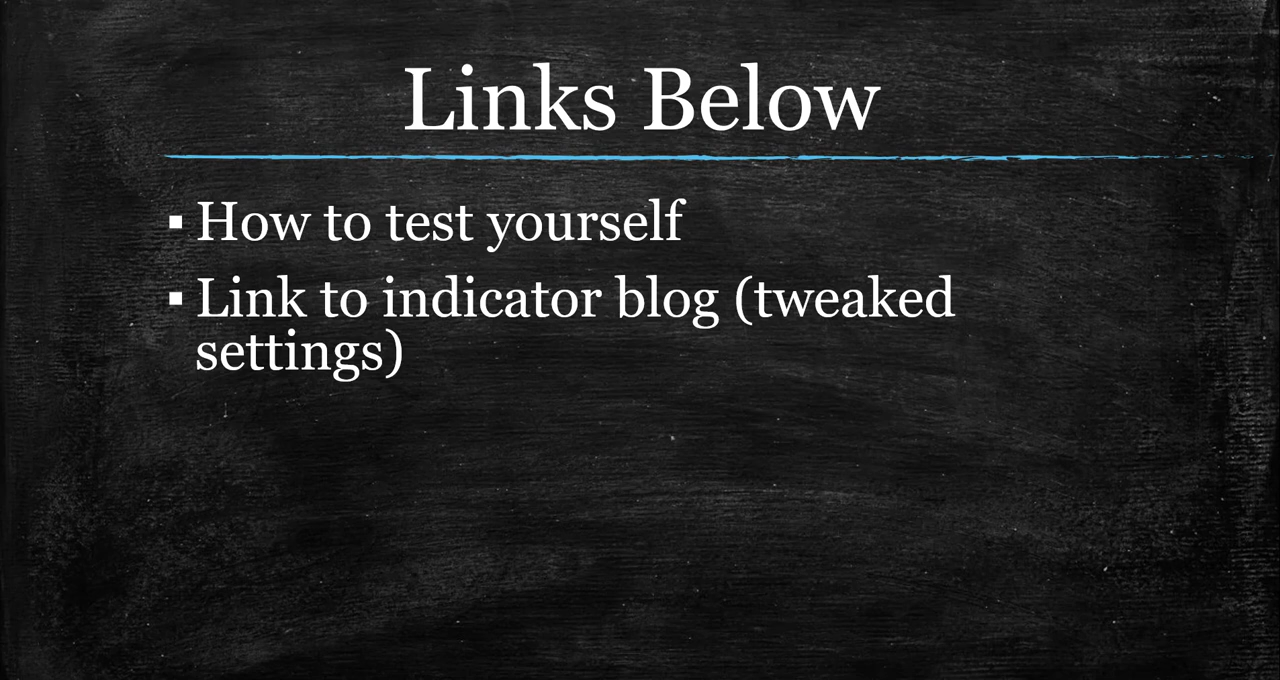 Links Below
▪ How to test yourself
▪ Link to indicator blog (tweaked
settings)